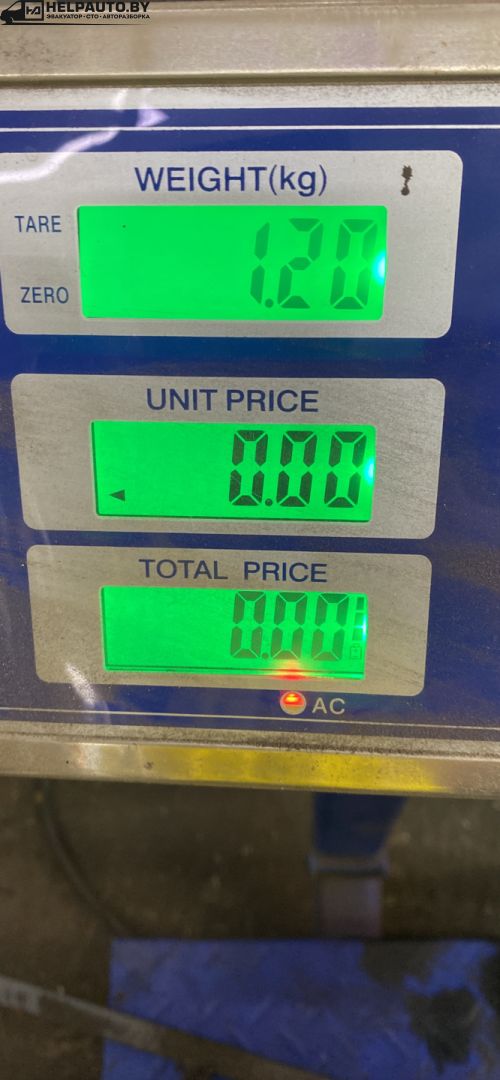 HELPAUTO.BY
ЭВАКУАТОР • СТО • АВТОРАЗБОРКА
WEIGHT(kg)
TARE
1.20
ZERO
UNIT PRICE
0.00
TOTAL PRICE
0.00
AC